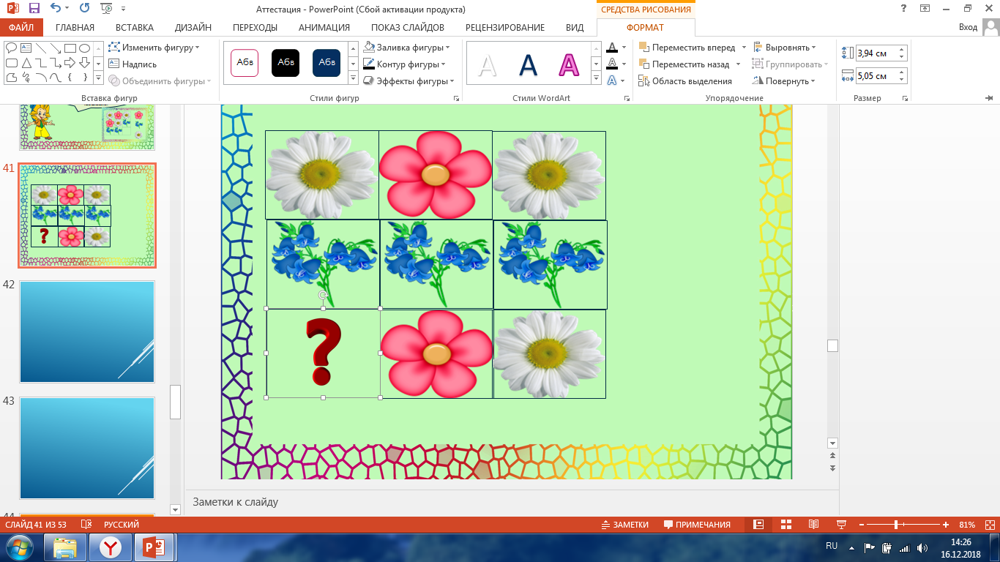 Аттестация - PowerPoint (Сбой активации продукта)
СРЕДСТВА РИСОВАНИЯ
ФАЙЛ ГЛАВНАЯ ВСТАВКА ДИЗАЙН ПЕРЕХОДЫ АНИМАЦИЯ ПОКАЗ СЛАЙДОВ РЕЦЕНЗИРОВАНИЕ ВИД ФОРМАТ Вход
Изменить фигуру
Надпись
Объединить фигуры
Вставка фигур
Абв Абв Абв
Заливка фигуры
Контур фигуры
Эффекты фигуры
Стили фигур
А А А
Стили WordArt
Переместить вперед
Переместить назад
Область выделения
Выровнять
Группировать
Повернуть
Упорядочение
3,94 см
5,05 см
Размер
41
?
42
43
?
Заметки к слайду
СЛАЙД 41 ИЗ 53 РУССКИЙ ЗАМЕТКИ ПРИМЕЧАНИЯ 81%
RU
14:26
16.12.2018